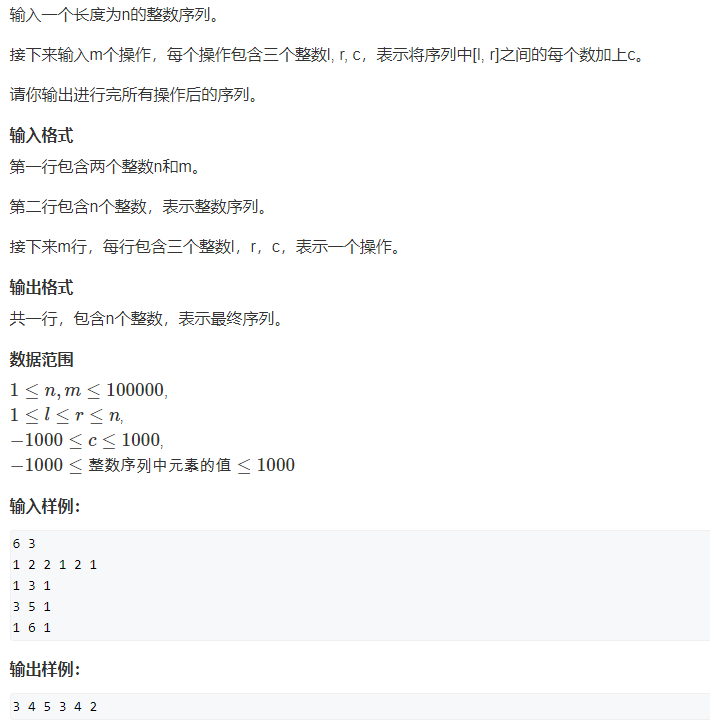 输入一个长度为n的整数序列。
接下来输入m个操作，每个操作包含三个整数l, r, c，表示将序列中[l, r]之间的每个数加上c。
请你输出进行完所有操作后的序列。
输入格式
第一行包含两个整数n和m。
第二行包含n个整数，表示整数序列。
接下来m行，每行包含三个整数l，r，c，表示一个操作。
输出格式
共一行，包含n个整数，表示最终序列。
数据范围
1 ≤ n, m ≤ 100000,
1 ≤ l ≤ r ≤ n,
−1000 ≤ c ≤ 1000,
−1000 ≤ 整数序列中元素的值 ≤ 1000
输入样例：
6 3
1 2 2 1 2 1
1 3 1
3 5 1
1 6 1
输出样例：
3 4 5 3 4 2